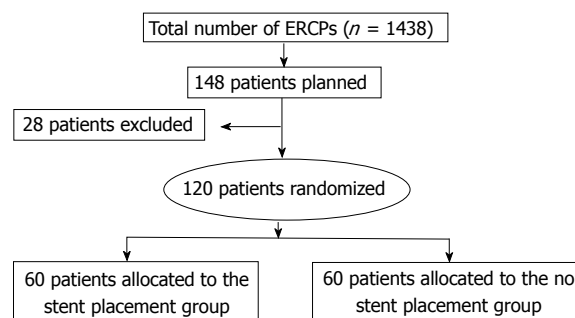 Total number of ERCPs (n = 1438)
148 patients planned
28 patients excluded
120 patients randomized
60 patients allocated to the
stent placement group
60 patients allocated to the no
stent placement group